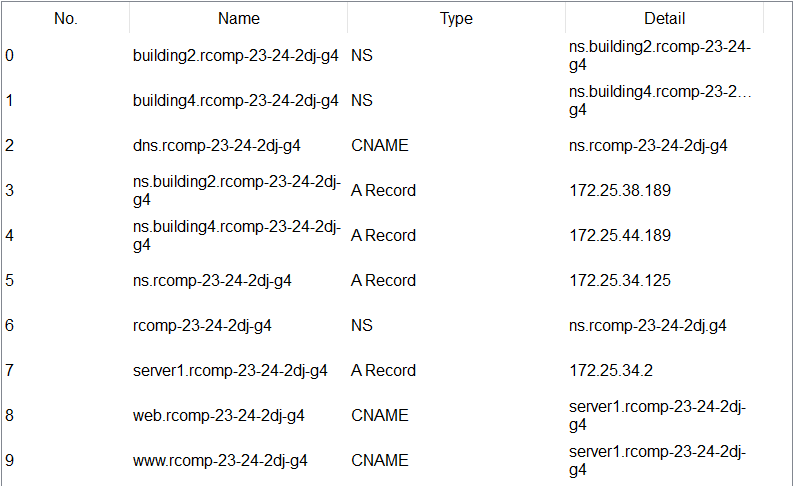 No. Name Type Detail
0 building2.rcomp-23-24-2dj-g4 NS ns.building2.rcomp-23-24-
g4
1 building4.rcomp-23-24-2dj-g4 NS ns.building4.rcomp-23-2…
g4
2 dns.rcomp-23-24-2dj-g4 CNAME ns.rcomp-23-24-2dj-g4
3 ns.building2.rcomp-23-24-2dj-
g4 A Record 172.25.38.189
4 ns.building4.rcomp-23-24-2dj-
g4 A Record 172.25.44.189
5 ns.rcomp-23-24-2dj-g4 A Record 172.25.34.125
6 rcomp-23-24-2dj-g4 NS ns.rcomp-23-24-2dj.g4
7 server1.rcomp-23-24-2dj-g4 A Record 172.25.34.2
8 web.rcomp-23-24-2dj-g4 CNAME server1.rcomp-23-24-2dj-
g4
9 www.rcomp-23-24-2dj-g4 CNAME server1.rcomp-23-24-2dj-
g4